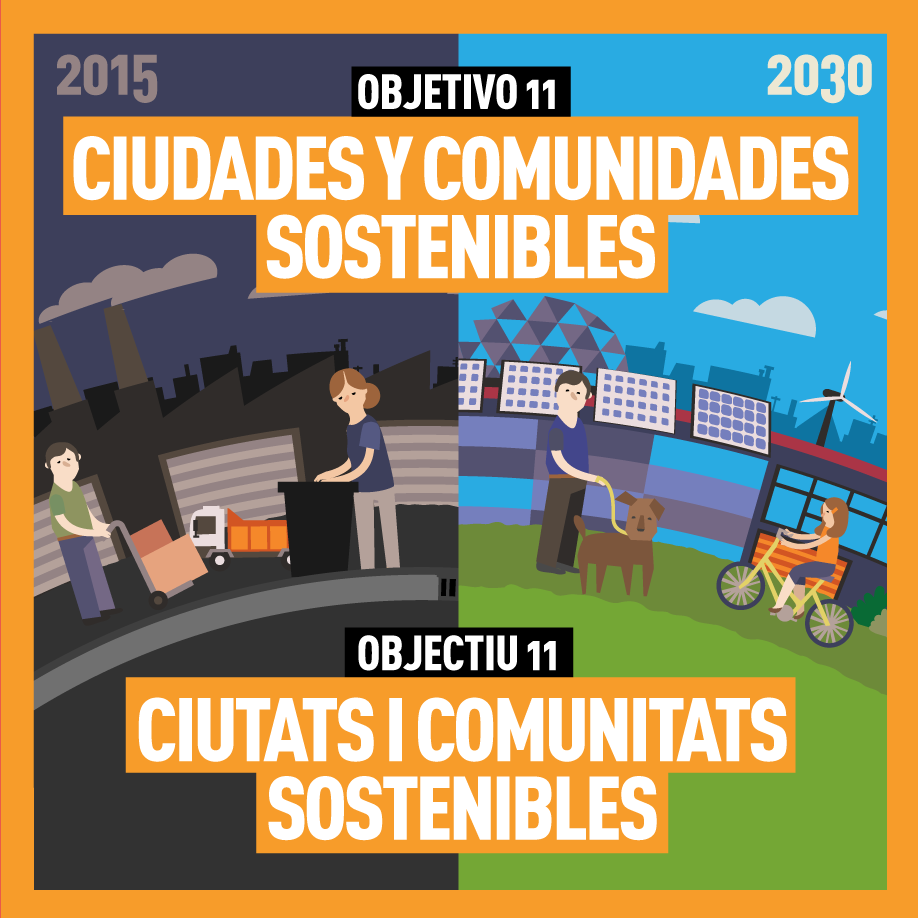 2015
2030
OBJETIVO 11
CIUDADES Y COMUNIDADES
SOSTENIBLES
OBJECTIU 11
CIUTATS I COMUNITATS
SOSTENIBLES